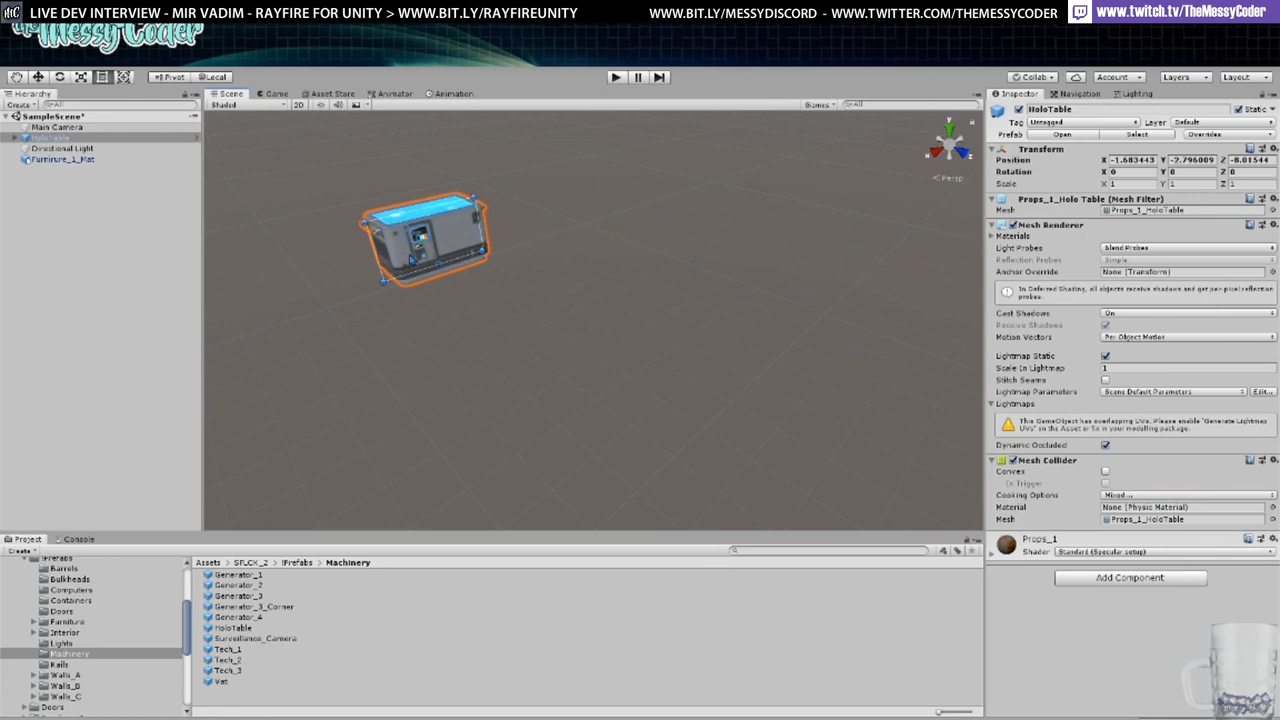 LIVE DEV INTERVIEW - MIR VADIM - RAYFIRE FOR UNITY > WWW.BIT.LY/RAYFIREUNITY WWW.BIT.LY/MESSYDISCORD - WWW.TWITTER.COM/THEMESSYCODER www.twitch.tv/TheMessyCoder
TheMessyCoder
Pivot Local Collab Account Layers Layout
Hierarchy Scene Game Asset Store Animator Animation Inspector Navigation Lighting
Create All Shaded 2D Gizmos All HoloTable Static
SampleScene*
Tag Untagged Layer Default
Main Camera
HoloTable
Prefab Open Select Overrides
Directional Light
Transform
Furnirure_1_Mat
Position X -1.683443 Y -2.796009 Z -8.01544
Rotation X 0 Y 0 Z 0
Persp
Scale X 1 Y 1 Z 1
Props_1_Holo Table (Mesh Filter)
Mesh Props_1_HoloTable
Mesh Renderer
Materials
Light Probes Blend Probes
Reflection Probes Simple
Anchor Override None (Transform)
In Deferred Shading, all objects receive shadows and get per-pixel reflection
probes.
Cast Shadows On
Receive Shadows
Motion Vectors Per Object Motion
Lightmap Static
Scale In Lightmap 1
Stitch Seams
Lightmap Parameters Scene Default Parameters Edit...
Lightmaps
This GameObject has overlapping UVs. Please enable 'Generate Lightmap
UVs' on the Asset or fix in your modelling package.
Dynamic Occluded
Mesh Collider
Convex
Is Trigger
Cooking Options Mixed ...
Material None (Physic Material)
Mesh Props_1_HoloTable
Props_1
Shader Standard (Specular setup)
Add Component
Project Console
Create
!Prefabs
Barrels
Bulkheads
Computers
Containers
Doors
Furniture
Interior
Lights
Machinery
Rails
Walls_A
Walls_B
Walls_C
Doors
Assets > SFLCK_2 > !Prefabs > Machinery
Generator_1
Generator_2
Generator_3
Generator_3_Corner
Generator_4
HoloTable
Surveillance_Camera
Tech_1
Tech_2
Tech_3
Vat